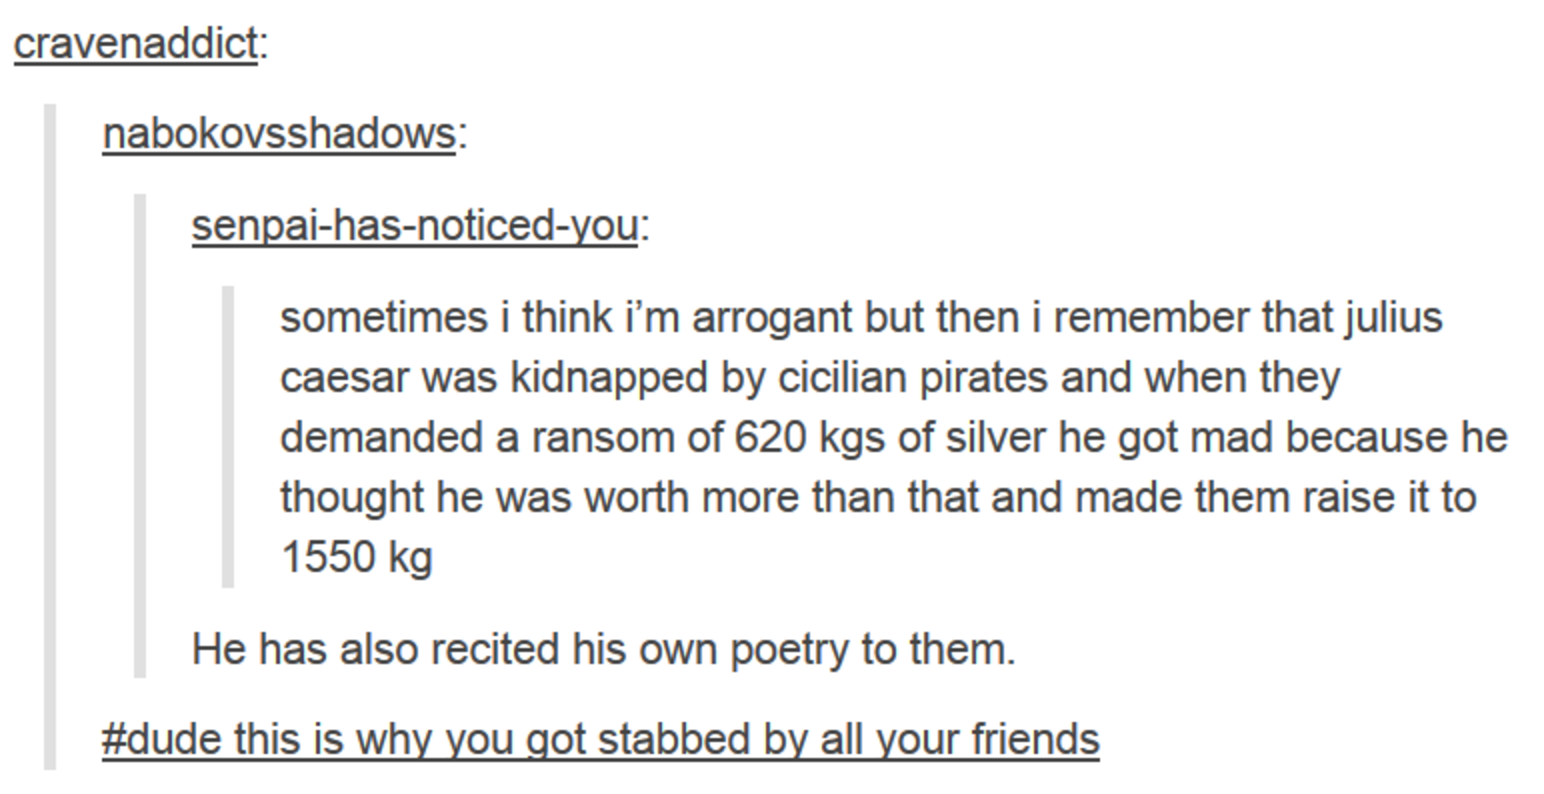 cravenaddict:
nabokovsshadows:
senpai-has-noticed-you:
sometimes i think i’m arrogant but then i remember that julius
caesar was kidnapped by cicilian pirates and when they
demanded a ransom of 620 kgs of silver he got mad because he
thought he was worth more than that and made them raise it to
1550 kg
He has also recited his own poetry to them.
#dude this is why you got stabbed by all your friends